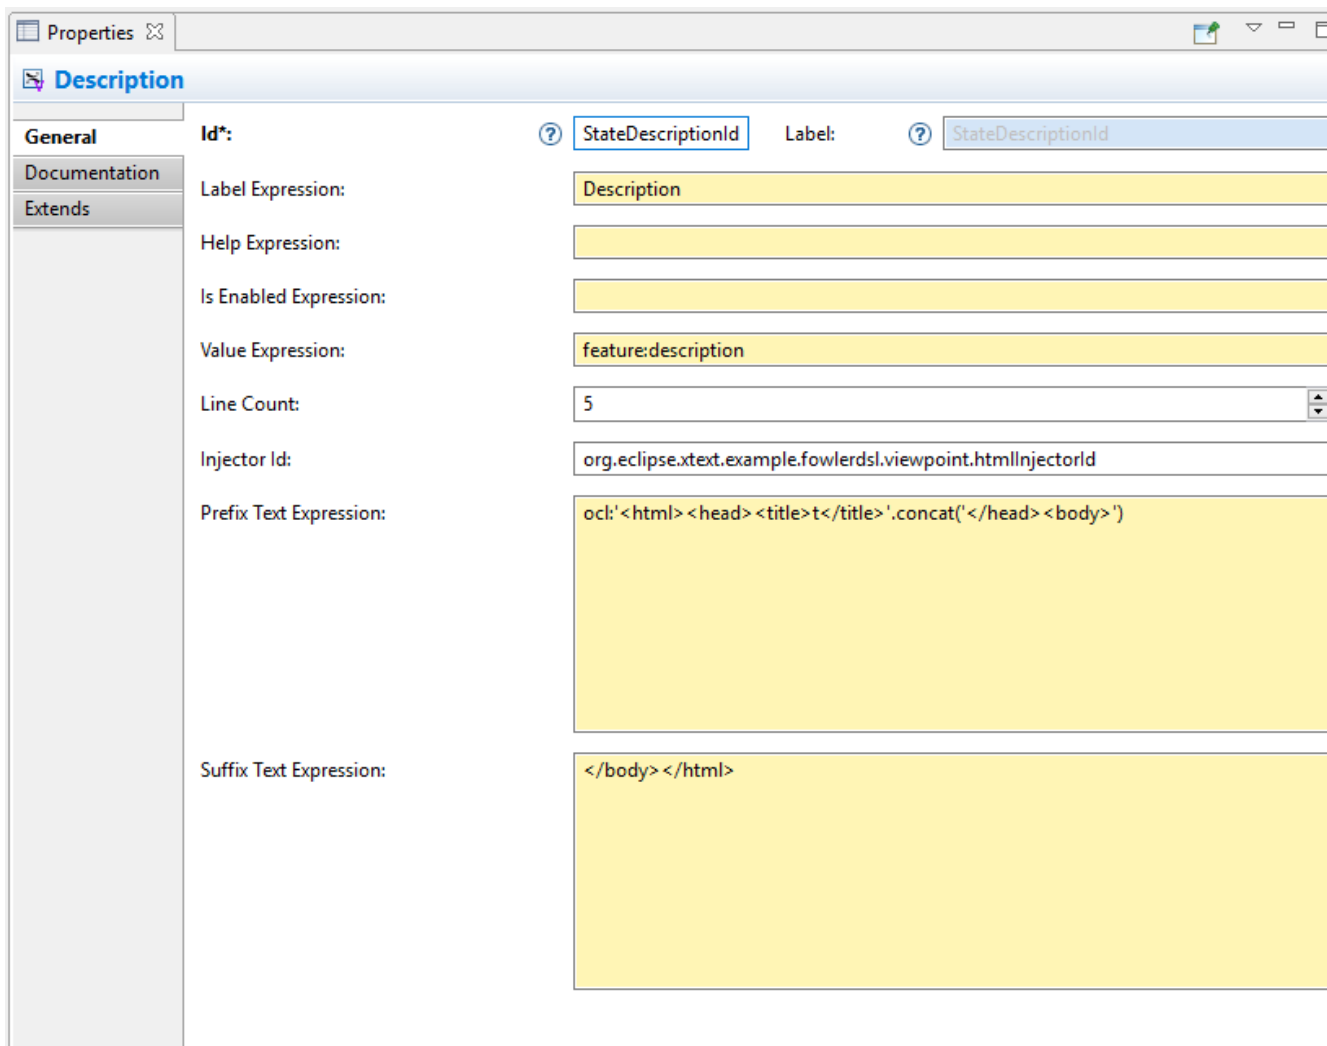 Properties
Description
General
Documentation
Extends
Id*: StateDescriptionId Label: StateDescriptionId
Label Expression: Description
Help Expression:
Is Enabled Expression:
Value Expression: feature:description
Line Count: 5
Injector Id: org.eclipse.xtext.example.fowlerdsl.viewpoint.htmlInjectorId
Prefix Text Expression: ocl:'<html><head><title>t</title>'.concat('</head><body>')
Suffix Text Expression: </body></html>